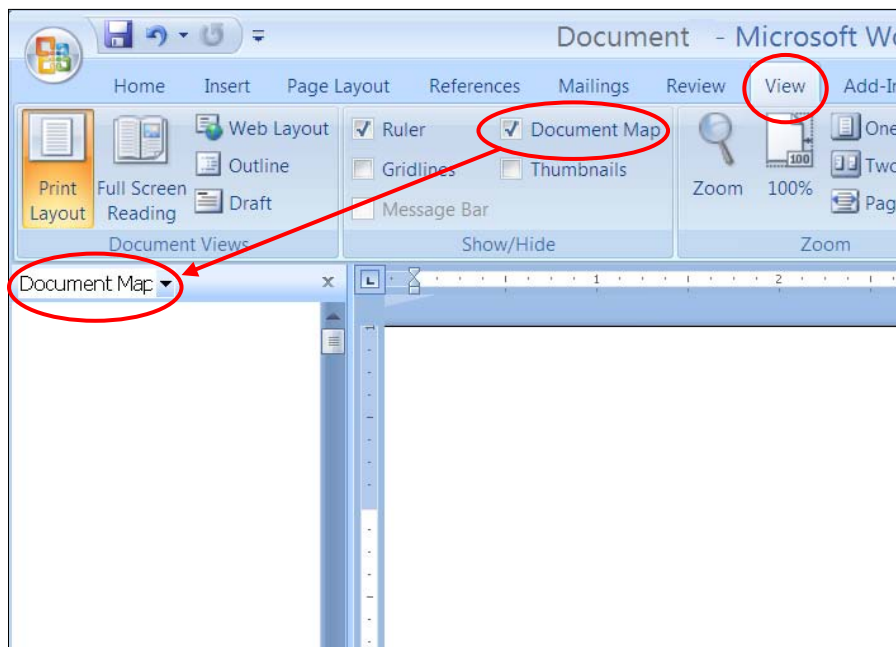 Document - Microsoft Wo
Home Insert Page Layout References Mailings Review View Add-In
Print Layout
Full Screen Reading
Web Layout
Outline
Draft
Document Views
Ruler
Gridlines
Message Bar
Document Map
Thumbnails
Show/Hide
Zoom
100
100%
One
Two
Pag
Zoom
Document Map
x
L
1 2
1